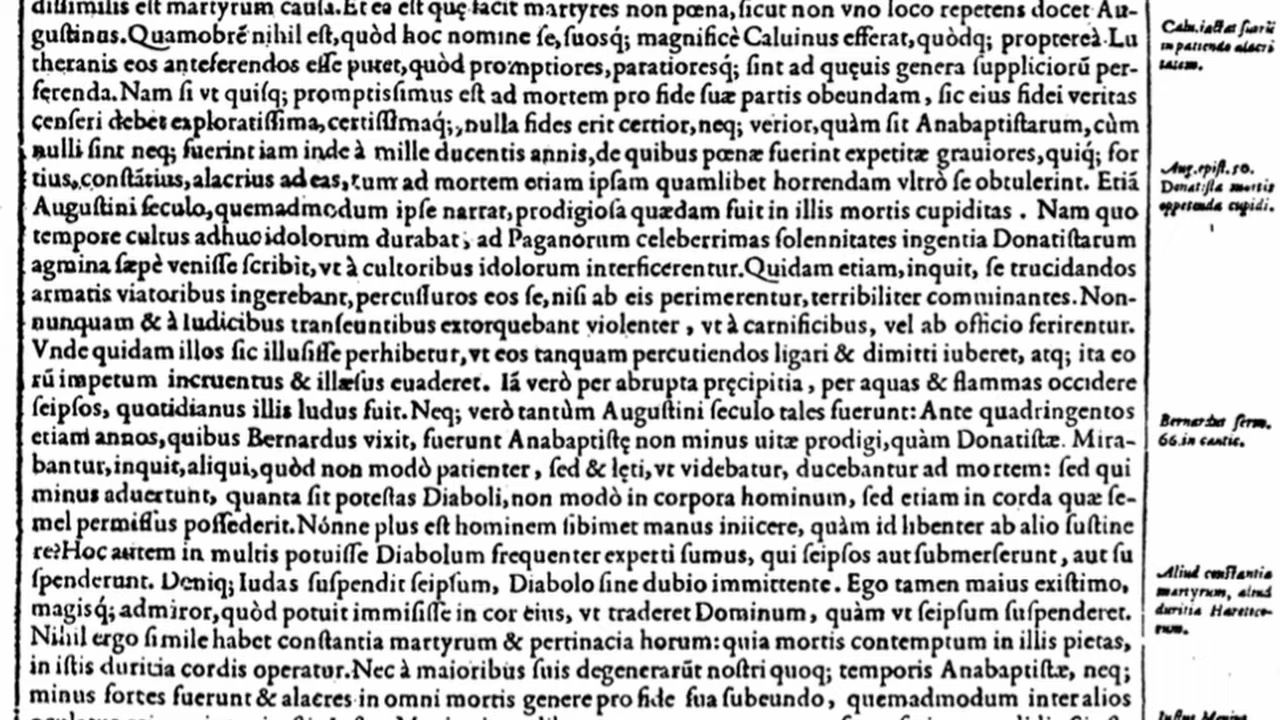 dissimilis est martyrum causa. Et ea est quę facit martyres non pœna, sicut non vno loco repetens docet Au-
gustinus. Quamobrē nihil est, quòd hoc nomine se, suosq́; magnificè Caluinus efferat, quòdq; proptereà Lu
theranis eos anteferendos esse putet, quòd promptiores, paratioresq́; sint ad quęuis genera suppliciorū per-
ferenda. Nam si vt quisq; promptissimus est ad mortem pro fide suæ partis obeundam, sic eius fidei veritas
censeri debet exploratissima, certissimaq́;, nulla fides erit certior, neq; verior, quàm sit Anabaptistarum, cùm
nulli sint neq; fuerint iam inde à mille ducentis annis, de quibus pœnæ fuerint expetitæ grauiores, quiq́; for
tius, constātius, alacrius ad eas, tum ad mortem etiam ipsam quamlibet horrendam vltrò se obtulerint. Etiā
Augustini seculo, quemadmodum ipse narrat, prodigiosa quædam fuit in illis mortis cupiditas. Nam quo
tempore cultus adhuc idolorum durabat, ad Paganorum celeberrimas solennitates ingentia Donatistarum
agmina sæpè venisse scribit, vt à cultoribus idolorum interficerentur. Quidam etiam, inquit, se trucidandos
armatis viatoribus ingerebant, percussuros eos se, nisi ab eis perimerentur, terribiliter comminantes. Non-
nunquam & à Iudicibus transeuntibus extorquebant violenter, vt à carnificibus, vel ab officio ferirentur.
Vnde quidam illos sic illusisse perhibetur, vt eos tanquam percutiendos ligari & dimitti iuberet, atq; ita eo
rū impetum incruentus & illæsus euaderet. Iā verò per abrupta pręcipitia, per aquas & flammas occidere
seipsos, quotidianus illis ludus fuit. Neq; verò tantùm Augustini seculo tales fuerunt: Ante quadringentos
etiam annos, quibus Bernardus vixit, fuerunt Anabaptistę non minus uitæ prodigi, quàm Donatistæ. Mira-
bantur, inquit, aliqui, quòd non modò patienter, sed & lęti, vt videbatur, ducebantur ad mortem: sed qui
minus aduertunt, quanta sit potestas Diaboli, non modò in corpora hominum, sed etiam in corda quæ se-
mel permissus possederit. Nónne plus est hominem sibimet manus iniicere, quàm id libenter ab alio sustine
re? Hoc autem in multis potuisse Diabolum frequenter experti sumus, qui seipsos aut submerserunt, aut su
spenderunt. Deniq; Iudas suspendit seipsum, Diabolo sine dubio immittente. Ego tamen maius existimo,
magisq́; admiror, quòd potuit immisisse in cor eius, vt traderet Dominum, quàm vt seipsum suspenderet.
Nihil ergo simile habet constantia martyrum & pertinacia horum: quia mortis contemptum in illis pietas,
in istis duritia cordis operatur. Nec à maioribus suis degenerarūt nostri quoq; temporis Anabaptistæ, neq;
minus fortes fuerunt & alacres in omni mortis genere pro fide sua subeundo, quemadmodum inter alios
Calu. iactat suorū
in patiendo alacri
tatem.
Aug. epist. 50.
Donatistæ mortis
oppetendæ cupidi.
Bernardus serm.
66. in cantic.
Aliud constantia
martyrum, aliud
duritia Haretico-
rum.